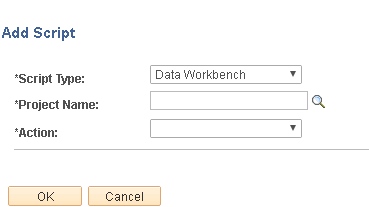 Add Script
*Script Type: Data Workbench
*Project Name:
*Action:
OK Cancel